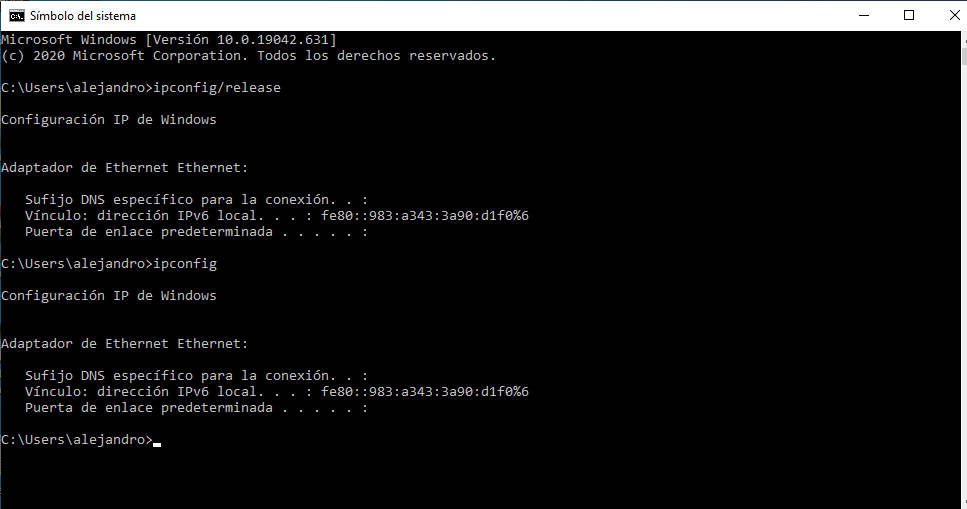 Símbolo del sistema
Microsoft Windows [Versión 10.0.19042.631]
(c) 2020 Microsoft Corporation. Todos los derechos reservados.
C:\Users\alejandro>ipconfig/release
Configuración IP de Windows
Adaptador de Ethernet Ethernet:
Sufijo DNS específico para la conexión. . :
Vínculo: dirección IPv6 local. . . : fe80::983:a343:3a90:d1f0%6
Puerta de enlace predeterminada . . . . . :
C:\Users\alejandro>ipconfig
Configuración IP de Windows
Adaptador de Ethernet Ethernet:
Sufijo DNS específico para la conexión. . :
Vínculo: dirección IPv6 local. . . : fe80::983:a343:3a90:d1f0%6
Puerta de enlace predeterminada . . . . . :
C:\Users\alejandro>